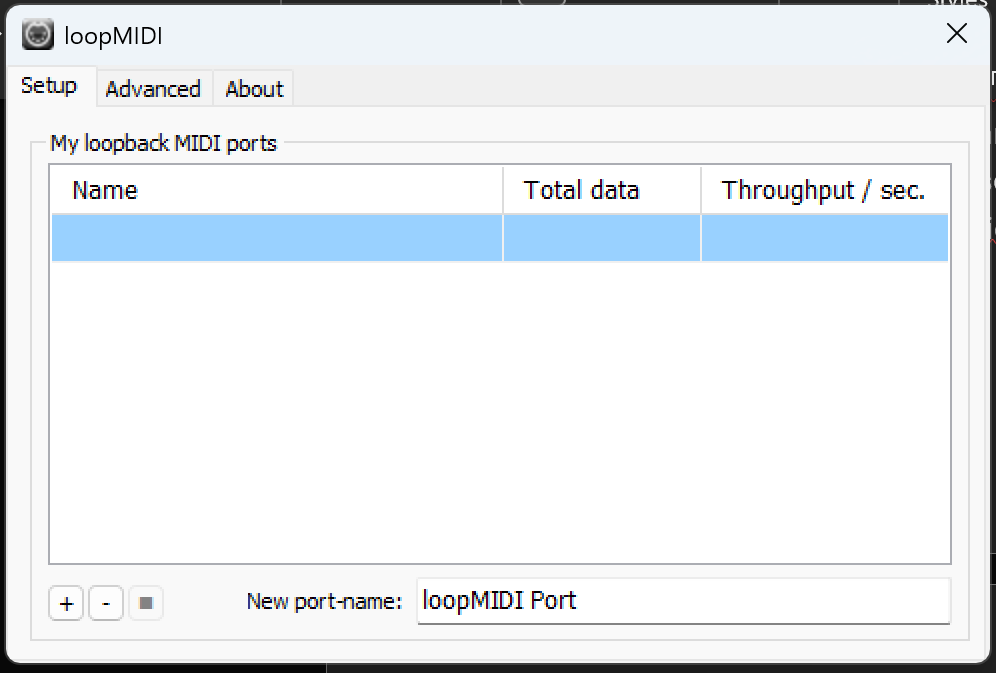 loopMIDI
Setup Advanced About
My loopback MIDI ports
Name Total data Throughput / sec.
+ - New port-name: loopMIDI Port